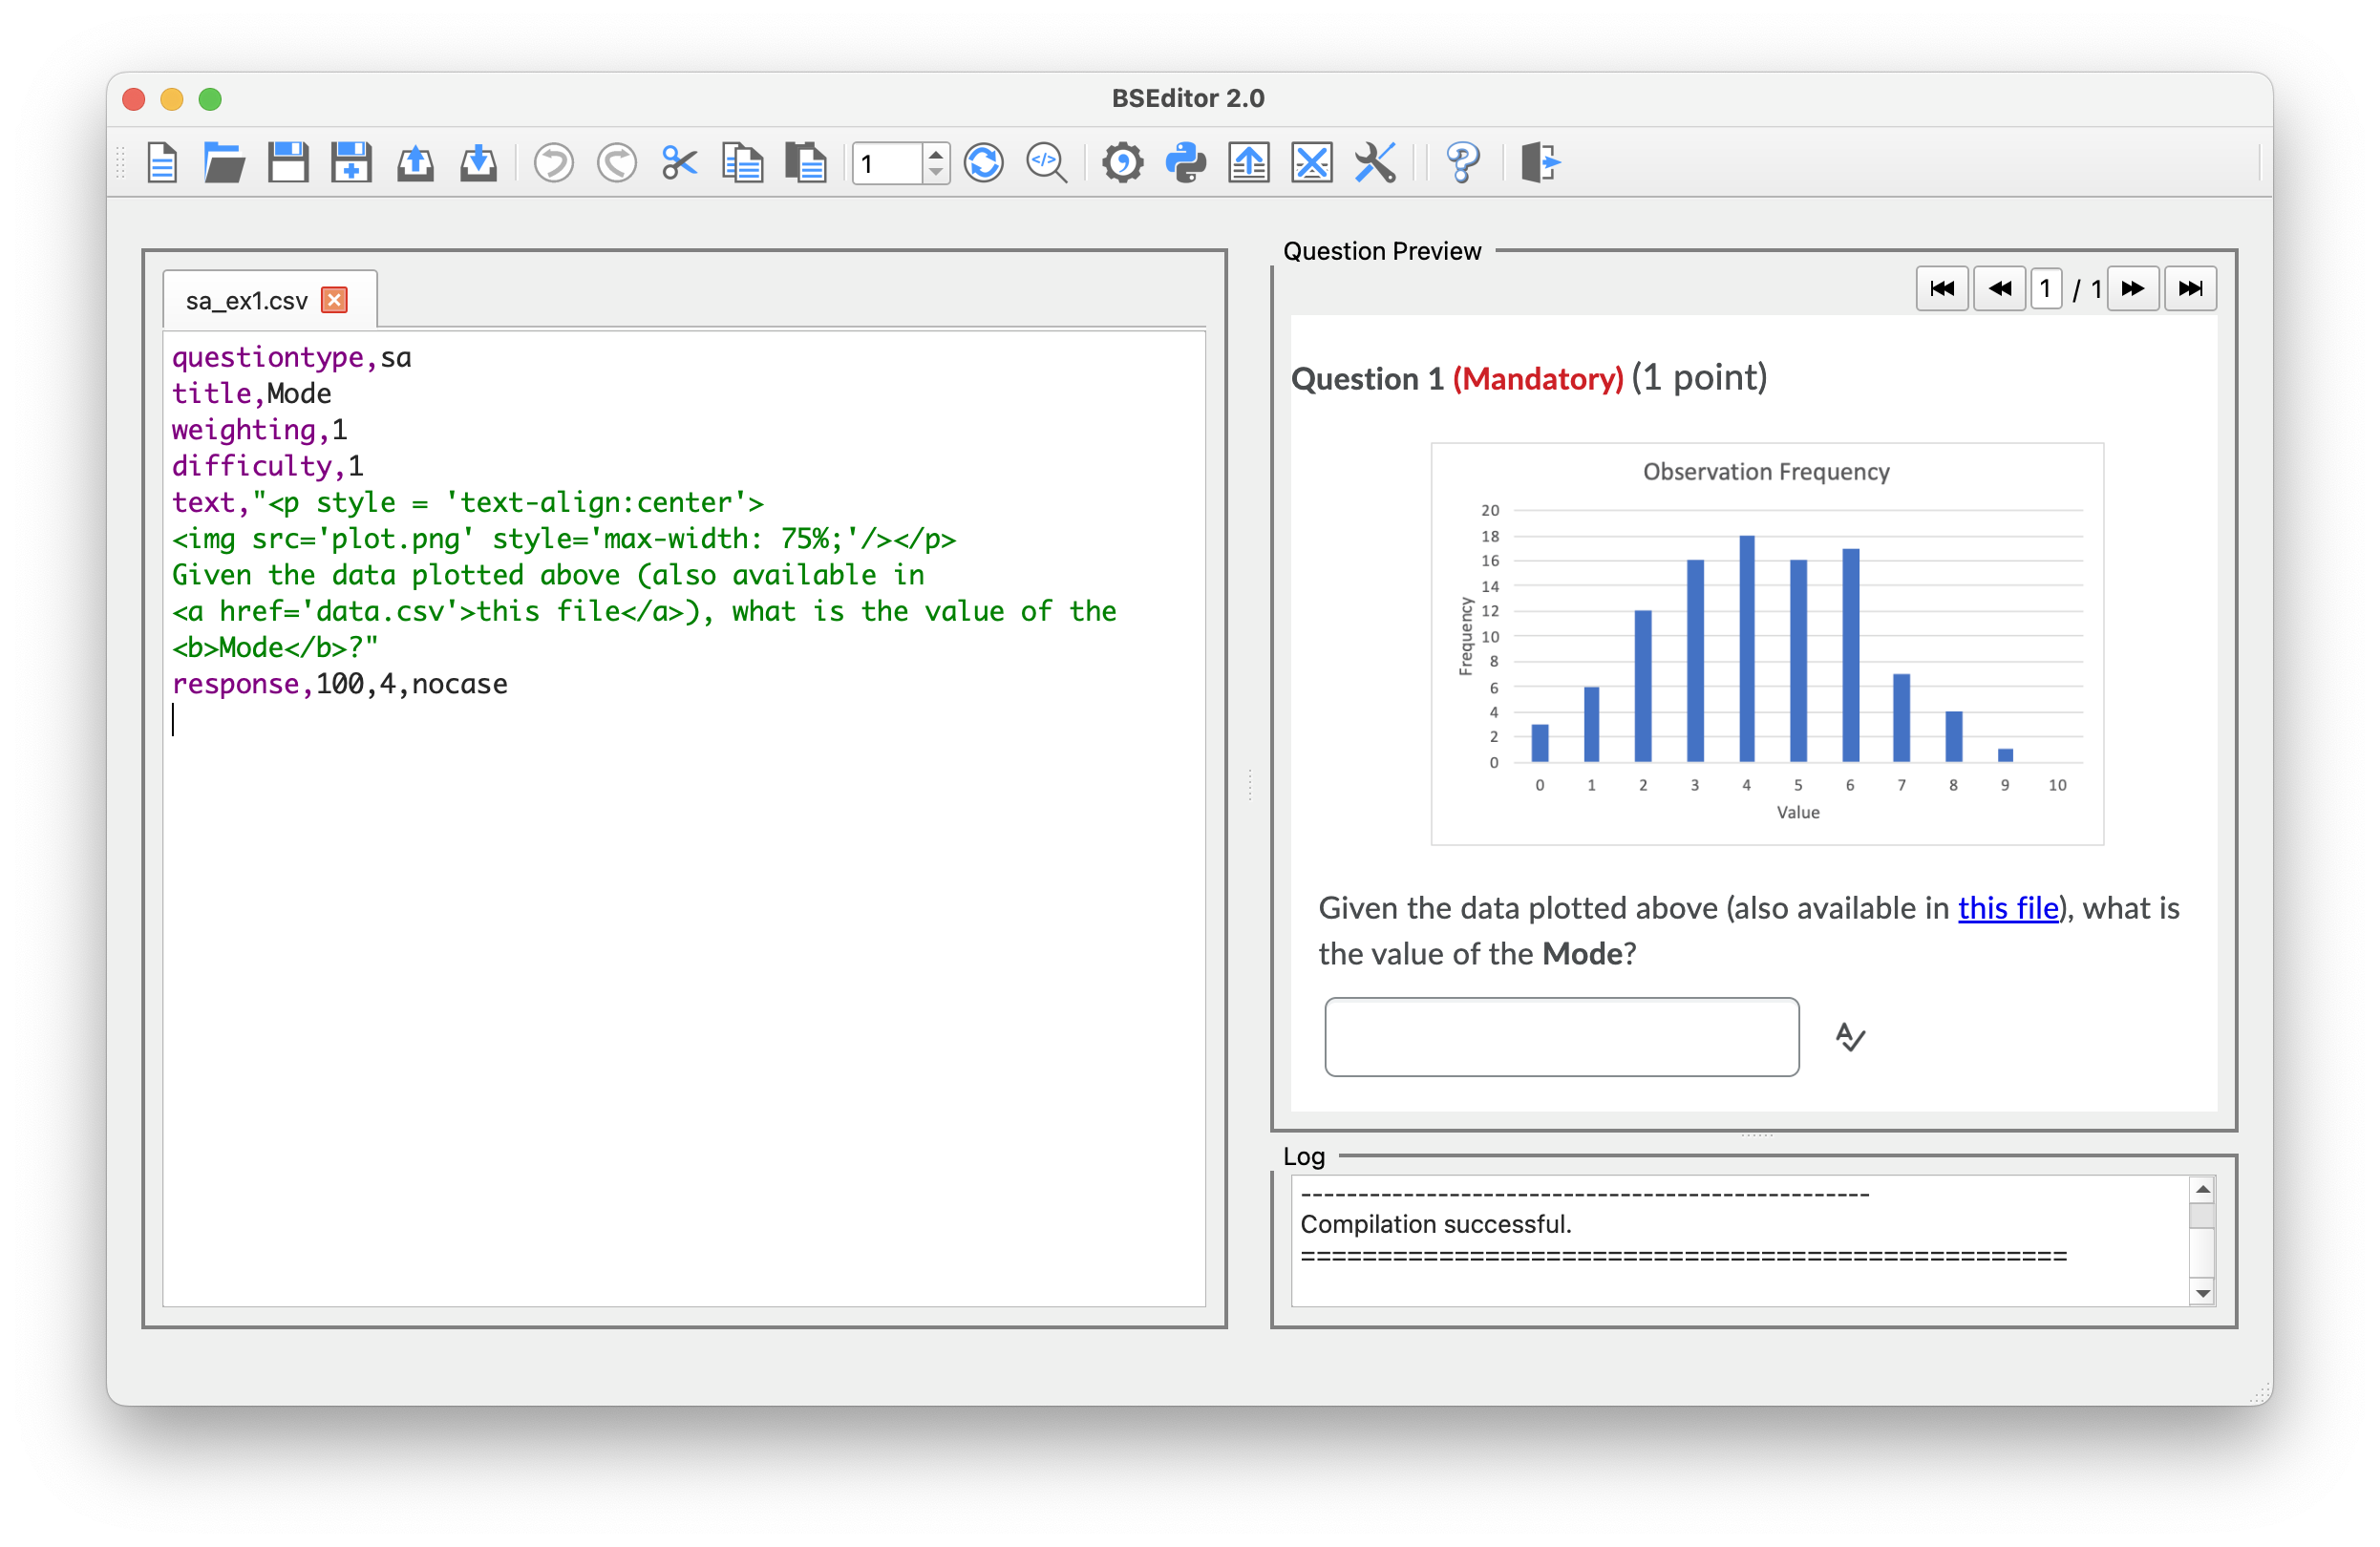 BSEditor 2.0
1
sa_ex1.csv
questiontype,sa
title,Mode
weighting,1
difficulty,1
text,"<p style = 'text-align:center'>
<img src='plot.png' style='max-width: 75%;'/></p>
Given the data plotted above (also available in
<a href='data.csv'>this file</a>), what is the value of the
<b>Mode</b>?"
response,100,4,nocase
Question Preview
1 / 1
Question 1 (Mandatory) (1 point)
Observation Frequency
20
18
16
14
12
10
8
6
4
2
0
Frequency
0 1 2 3 4 5 6 7 8 9 10
Value
Given the data plotted above (also available in this file), what is
the value of the Mode?
Log
--------------------------------------------------
Compilation successful.
==================================================